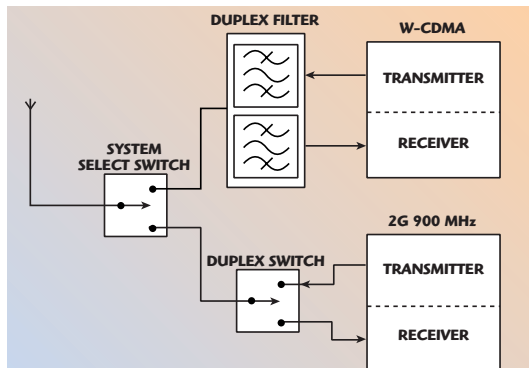 DUPLEX FILTER
W-CDMA
TRANSMITTER
RECEIVER
SYSTEM
SELECT SWITCH
2G 900 MHz
DUPLEX SWITCH
TRANSMITTER
RECEIVER